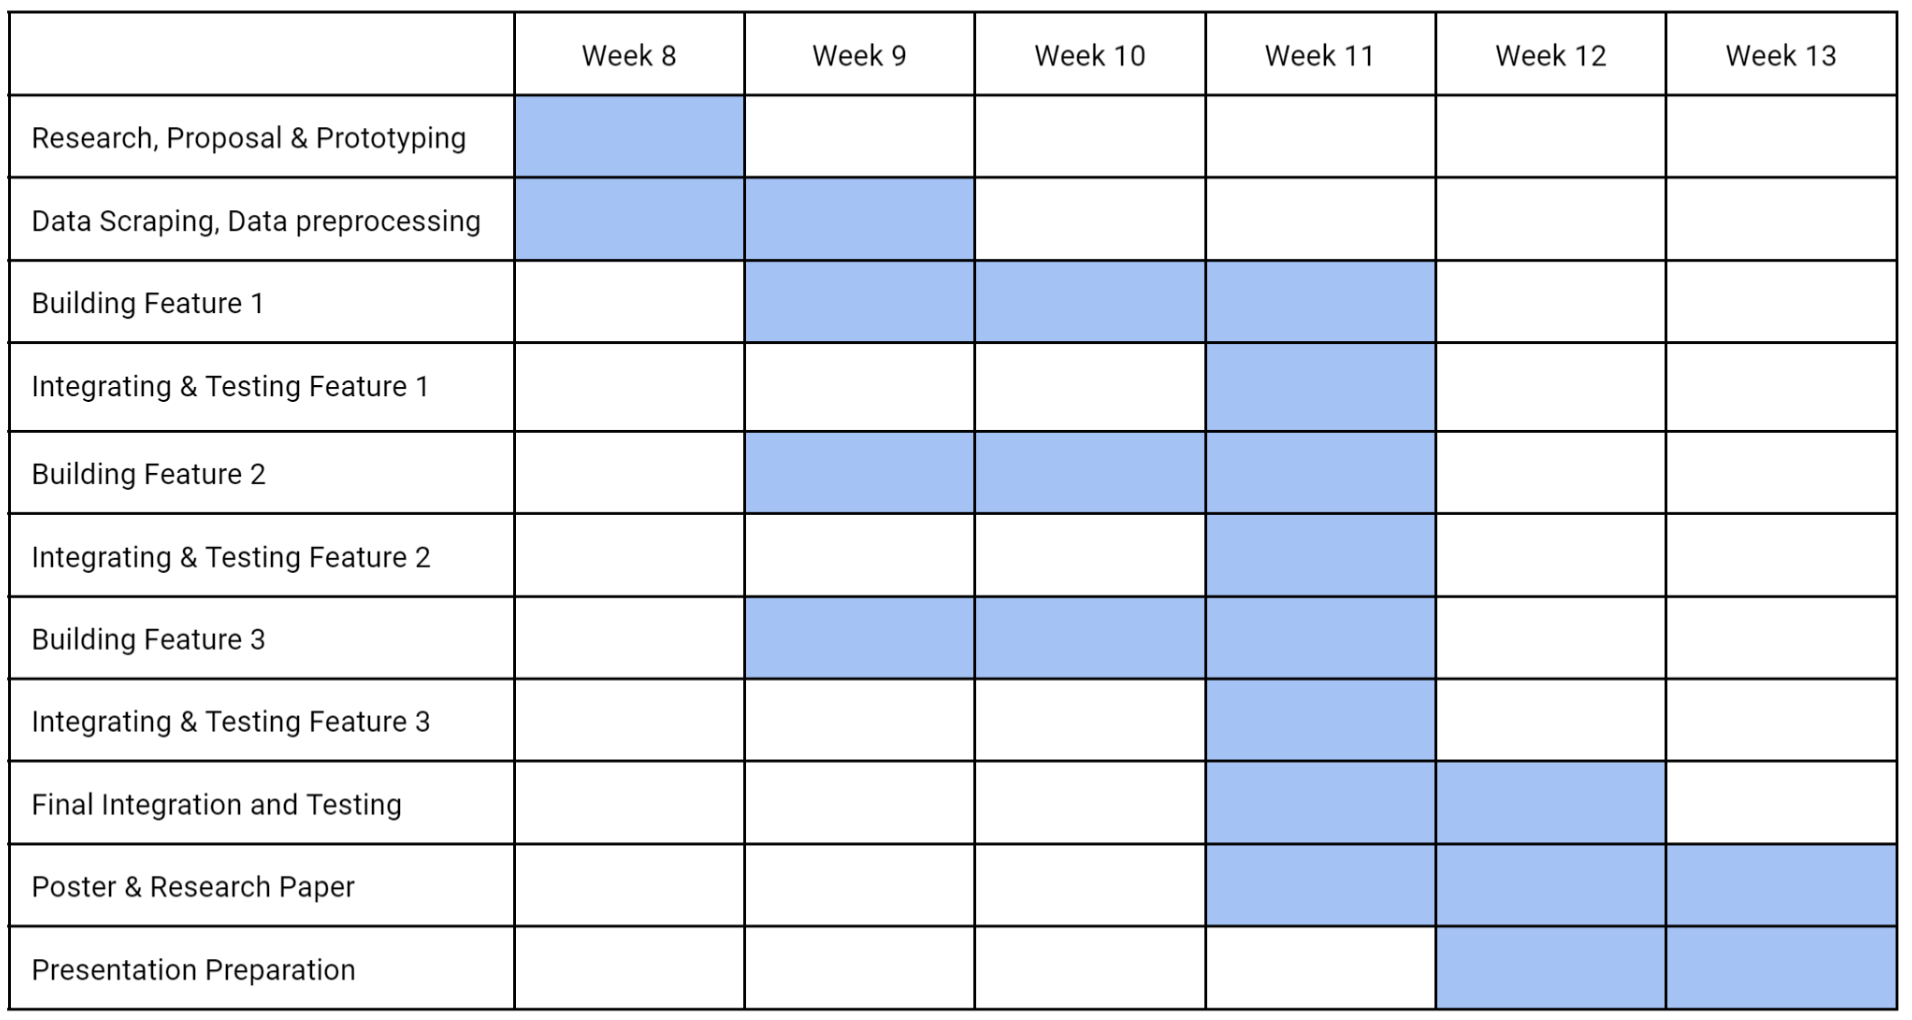 Week 8
Week 9
Week 10
Week 11
Week 12
Week 13
Research, Proposal & Prototyping
Data Scraping, Data preprocessing
Building Feature 1
Integrating & Testing Feature 1
Building Feature 2
Integrating & Testing Feature 2
Building Feature 3
Integrating & Testing Feature 3
Final Integration and Testing
Poster & Research Paper
Presentation Preparation